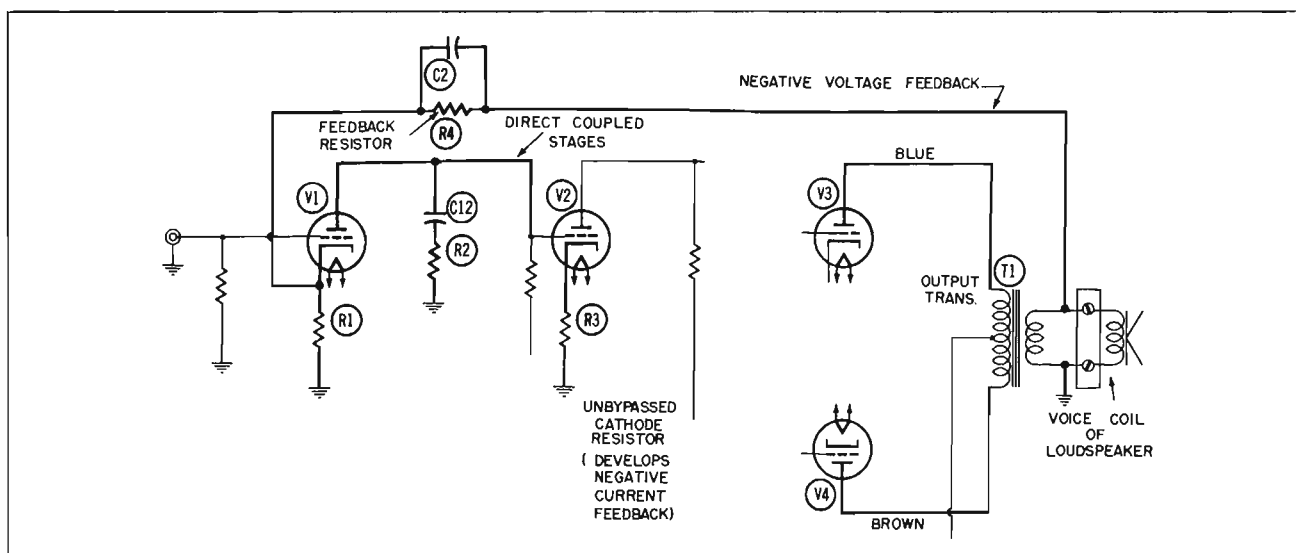 C2
NEGATIVE VOLTAGE FEEDBACK
FEEDBACK
RESISTOR
R4
DIRECT COUPLED
STAGES
BLUE
V1
C12
V2
V3
R2
OUTPUT
TRANS.
T1
R1
R3
UNBYPASSED
CATHODE
RESISTOR
( DEVELOPS
NEGATIVE
CURRENT
FEEDBACK)
VOICE COIL
OF
LOUDSPEAKER
V4
BROWN